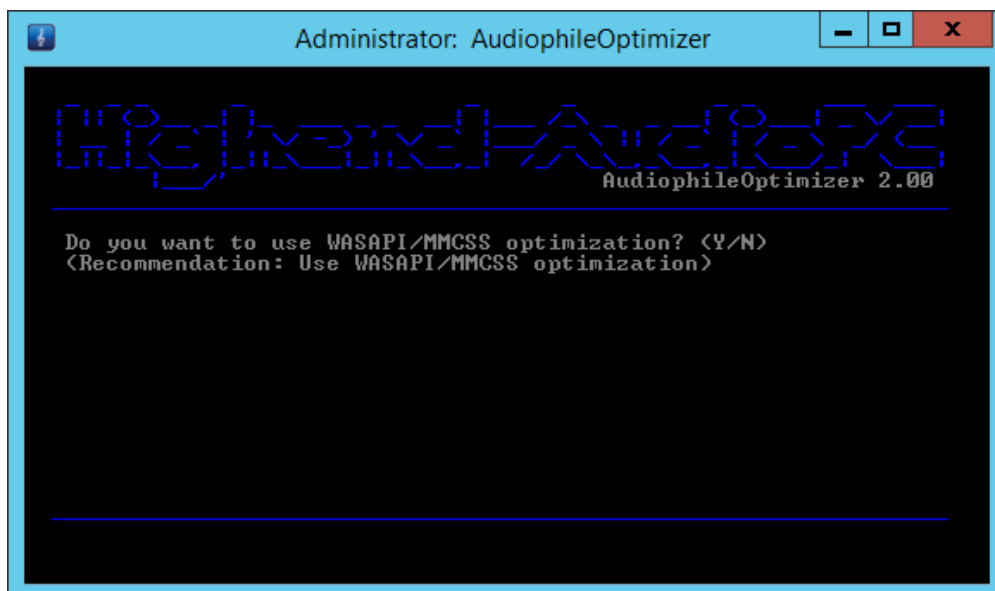 Administrator: AudiophileOptimizer
Highend-AudioPC
AudiophileOptimizer 2.00
Do you want to use WASAPI/MMCSS optimization? (Y/N)
(Recommendation: Use WASAPI/MMCSS optimization)